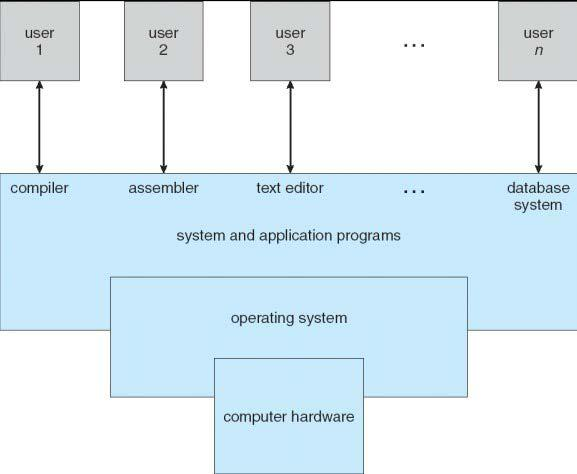 user
1
user
2
user
3
...
user
n
compiler
assembler
text editor
...
database
system
system and application programs
operating system
computer hardware